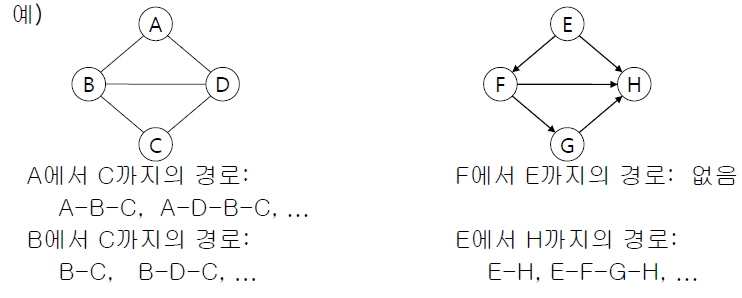 예)
A
B
D
C
E
F
H
G
A에서 C까지의 경로:
A-B-C, A-D-B-C, ...
B에서 C까지의 경로:
B-C, B-D-C, ...
F에서 E까지의 경로: 없음
E에서 H까지의 경로:
E-H, E-F-G-H, ...